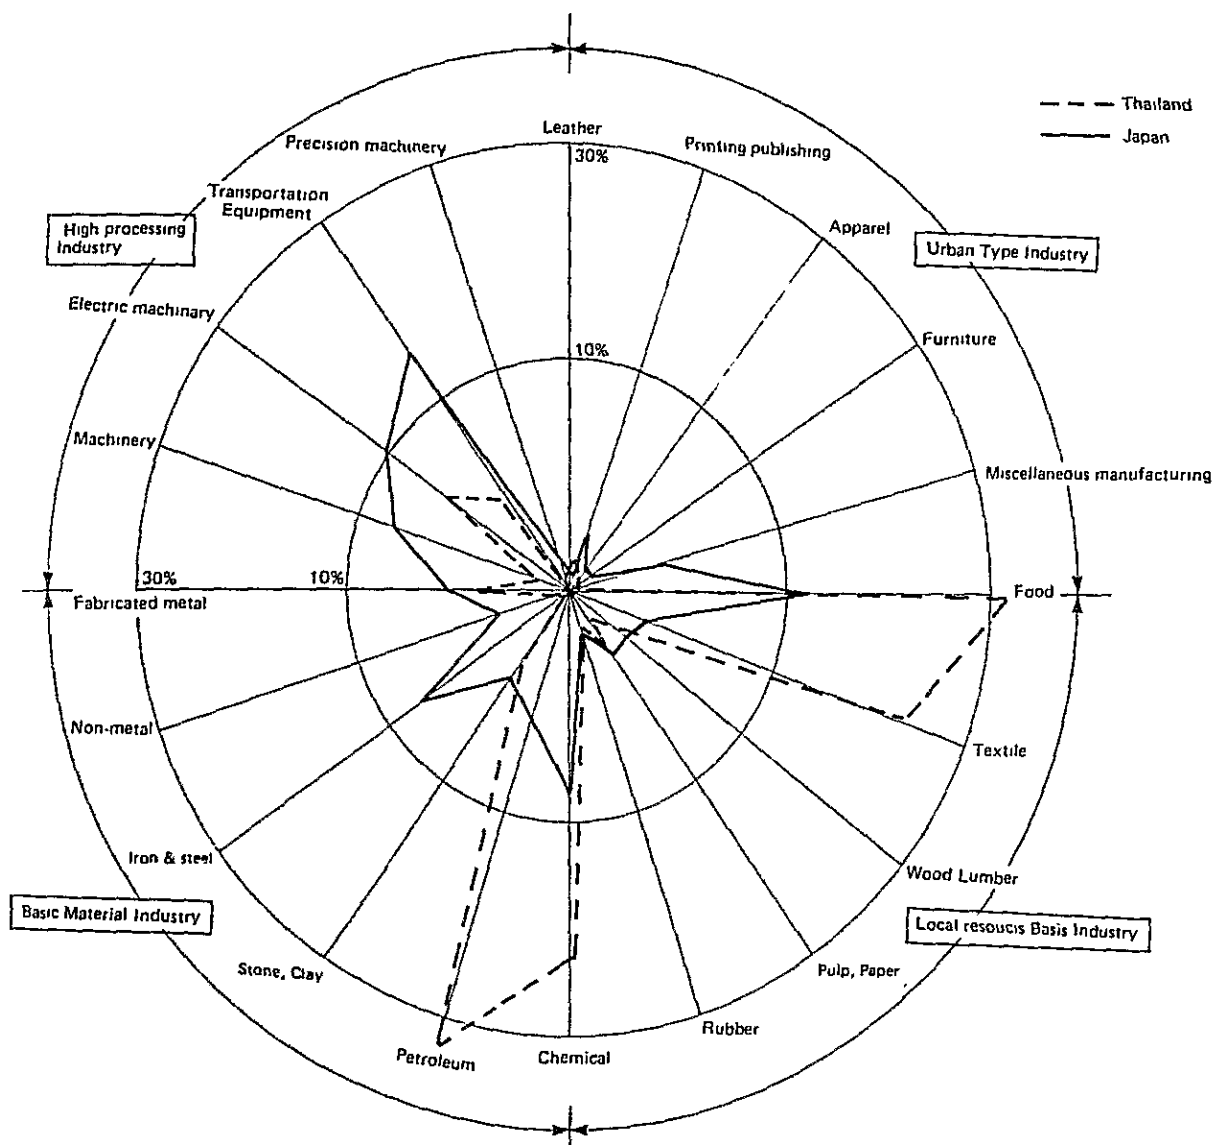 Thailand
Japan
Leather
30%
Printing publishing
Precision machinery
Transportation
Equipment
High processing
Industry
Apparel
Urban Type Industry
Electric machinary
Furniture
10%
Machinery
Miscellaneous manufacturing
30%
10%
Fabricated metal
Food
Non-metal
Textile
Iron & steel
Wood Lumber
Basic Material Industry
Local resoucis Basis Industry
Stone, Clay
Pulp, Paper
Rubber
Petroleum
Chemical